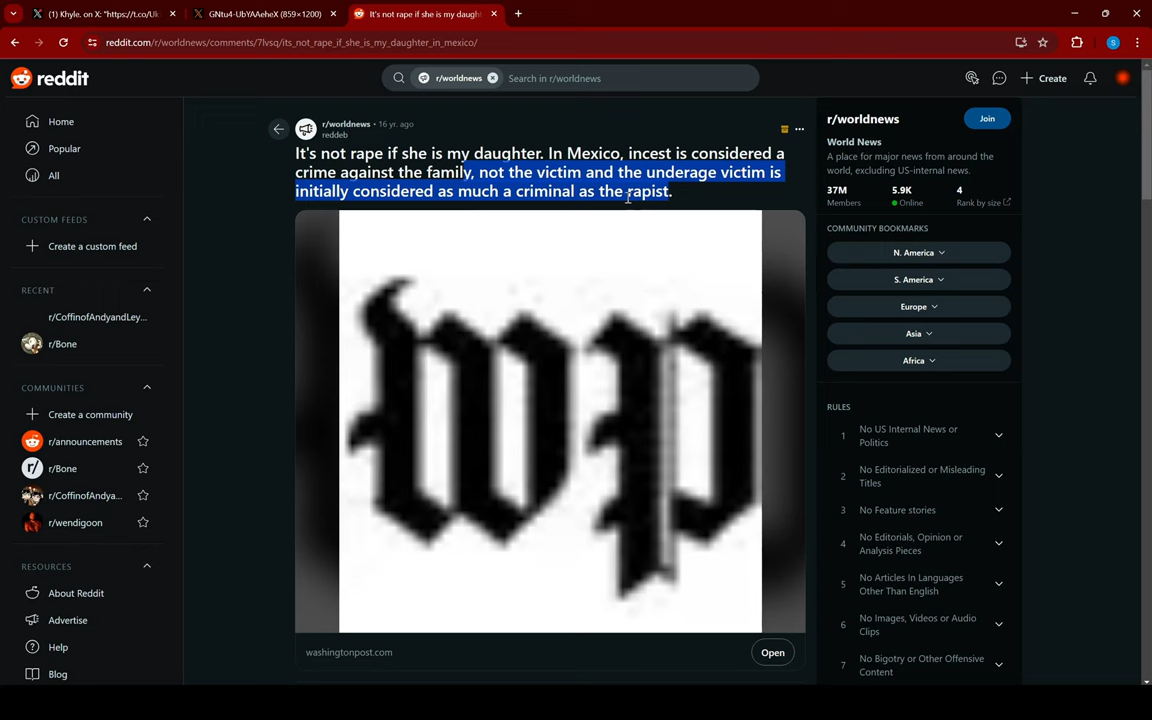 (1) Khyle. on X: "https://t.co/Uk
GNtu4-UbYAAeheX (859×1200)
It's not rape if she is my daugh
reddit.com/r/worldnews/comments/7lvsq/its_not_rape_if_she_is_my_daughter_in_mexico/
S
reddit
r/worldnews
Search in r/worldnews
Create
Home
Popular
All
CUSTOM FEEDS
Create a custom feed
RECENT
r/CoffinofAndyandLey...
r/Bone
COMMUNITIES
Create a community
r/announcements
r/
r/Bone
r/CoffinofAndya...
r/wendigoon
RESOURCES
About Reddit
Advertise
Help
Blog
r/worldnews • 16 yr. ago
reddeb
It's not rape if she is my daughter. In Mexico, incest is considered a
crime against the family, not the victim and the underage victim is
initially considered as much a criminal as the rapist.
wp
washingtonpost.com
Open
r/worldnews
Join
World News
A place for major news from around the
world, excluding US-internal news.
37M
5.9K
4
Members
Online
Rank by size
COMMUNITY BOOKMARKS
N. America
S. America
Europe
Asia
Africa
RULES
1
No US Internal News or
Politics
2
No Editorialized or Misleading
Titles
3
No Feature stories
4
No Editorials, Opinion or
Analysis Pieces
5
No Articles In Languages
Other Than English
6
No Images, Videos or Audio
Clips
7
No Bigotry or Other Offensive
Content